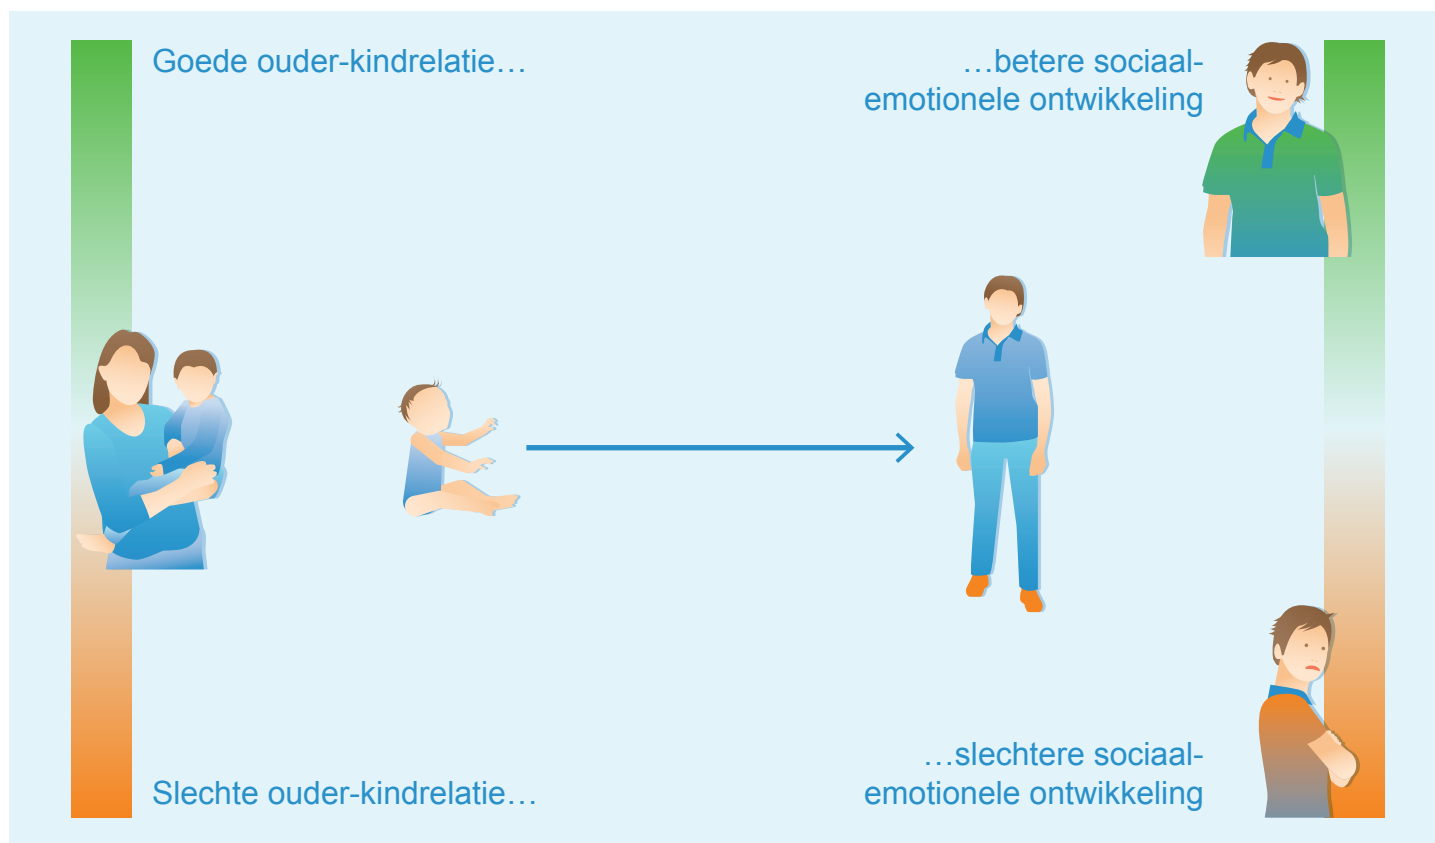 Goede ouder-kindrelatie…
…betere sociaal-
emotionele ontwikkeling
…slechtere sociaal-
emotionele ontwikkeling
Slechte ouder-kindrelatie…